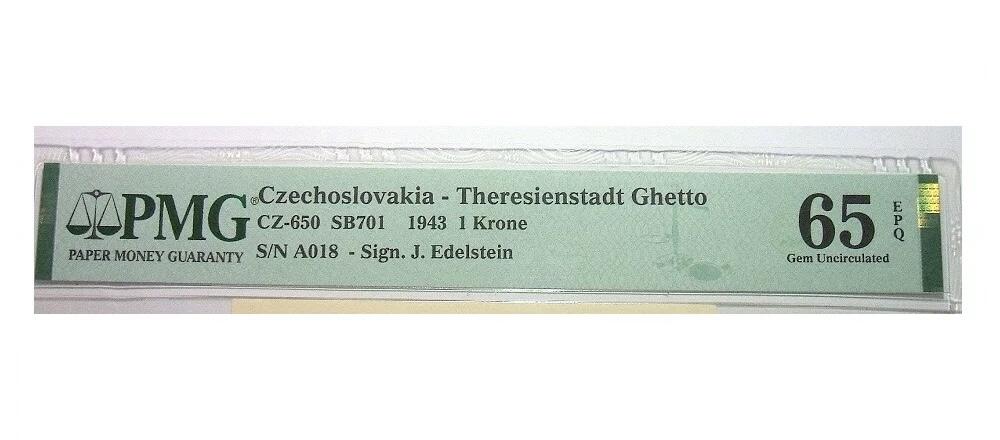 PMG®
PAPER MONEY GUARANTY
Czechoslovakia - Theresienstadt Ghetto
CZ-650 SB701 1943 1 Krone
S/N A018 - Sign. J. Edelstein
65
EPQ
Gem Uncirculated